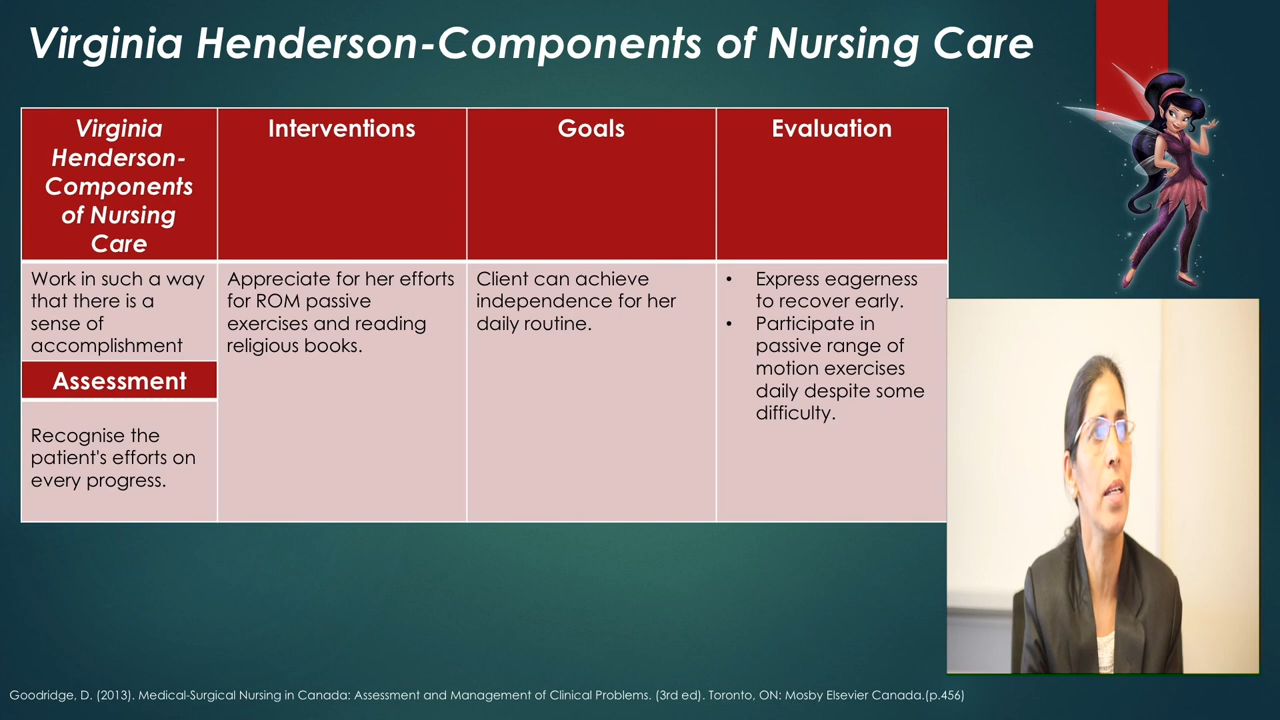 Virginia Henderson-Components of Nursing Care
Virginia
Henderson-
Components
of Nursing
Care
Interventions
Goals
Evaluation
Work in such a way
that there is a
sense of
accomplishment
Assessment
Recognise the
patient's efforts on
every progress.
Appreciate for her efforts
for ROM passive
exercises and reading
religious books.
Client can achieve
independence for her
daily routine.
• Express eagerness
to recover early.
• Participate in
passive range of
motion exercises
daily despite some
difficulty.
Goodridge, D. (2013). Medical-Surgical Nursing in Canada: Assessment and Management of Clinical Problems. (3rd ed). Toronto, ON: Mosby Elsevier Canada.(p.456)